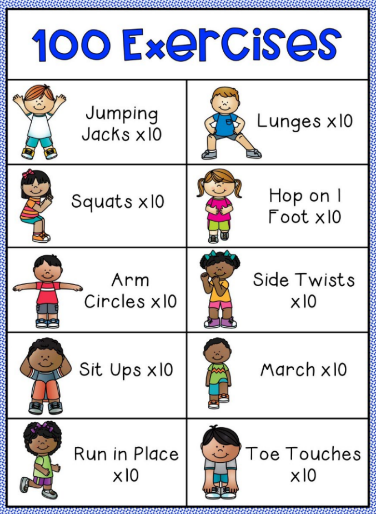 100 Exercises
Jumping
Jacks x10
Lunges x10
Squats x10
Hop on 1
Foot x10
Arm
Circles x10
Side Twists
x10
Sit Ups x10
March x10
Run in Place
x10
Toe Touches
x10